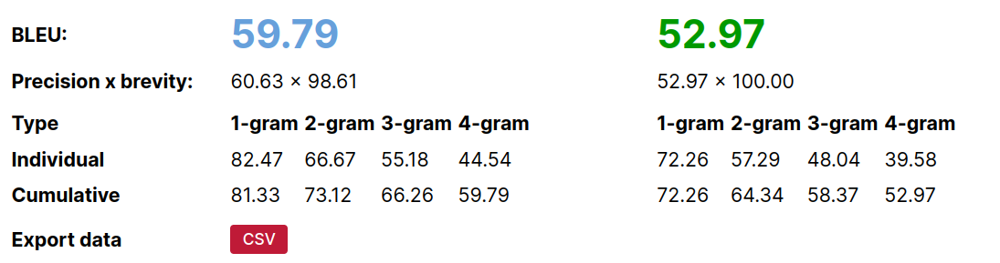 BLEU: 59.79 52.97
Precision x brevity: 60.63 × 98.61 52.97 × 100.00
Type 1-gram 2-gram 3-gram 4-gram 1-gram 2-gram 3-gram 4-gram
Individual 82.47 66.67 55.18 44.54 72.26 57.29 48.04 39.58
Cumulative 81.33 73.12 66.26 59.79 72.26 64.34 58.37 52.97
Export data CSV